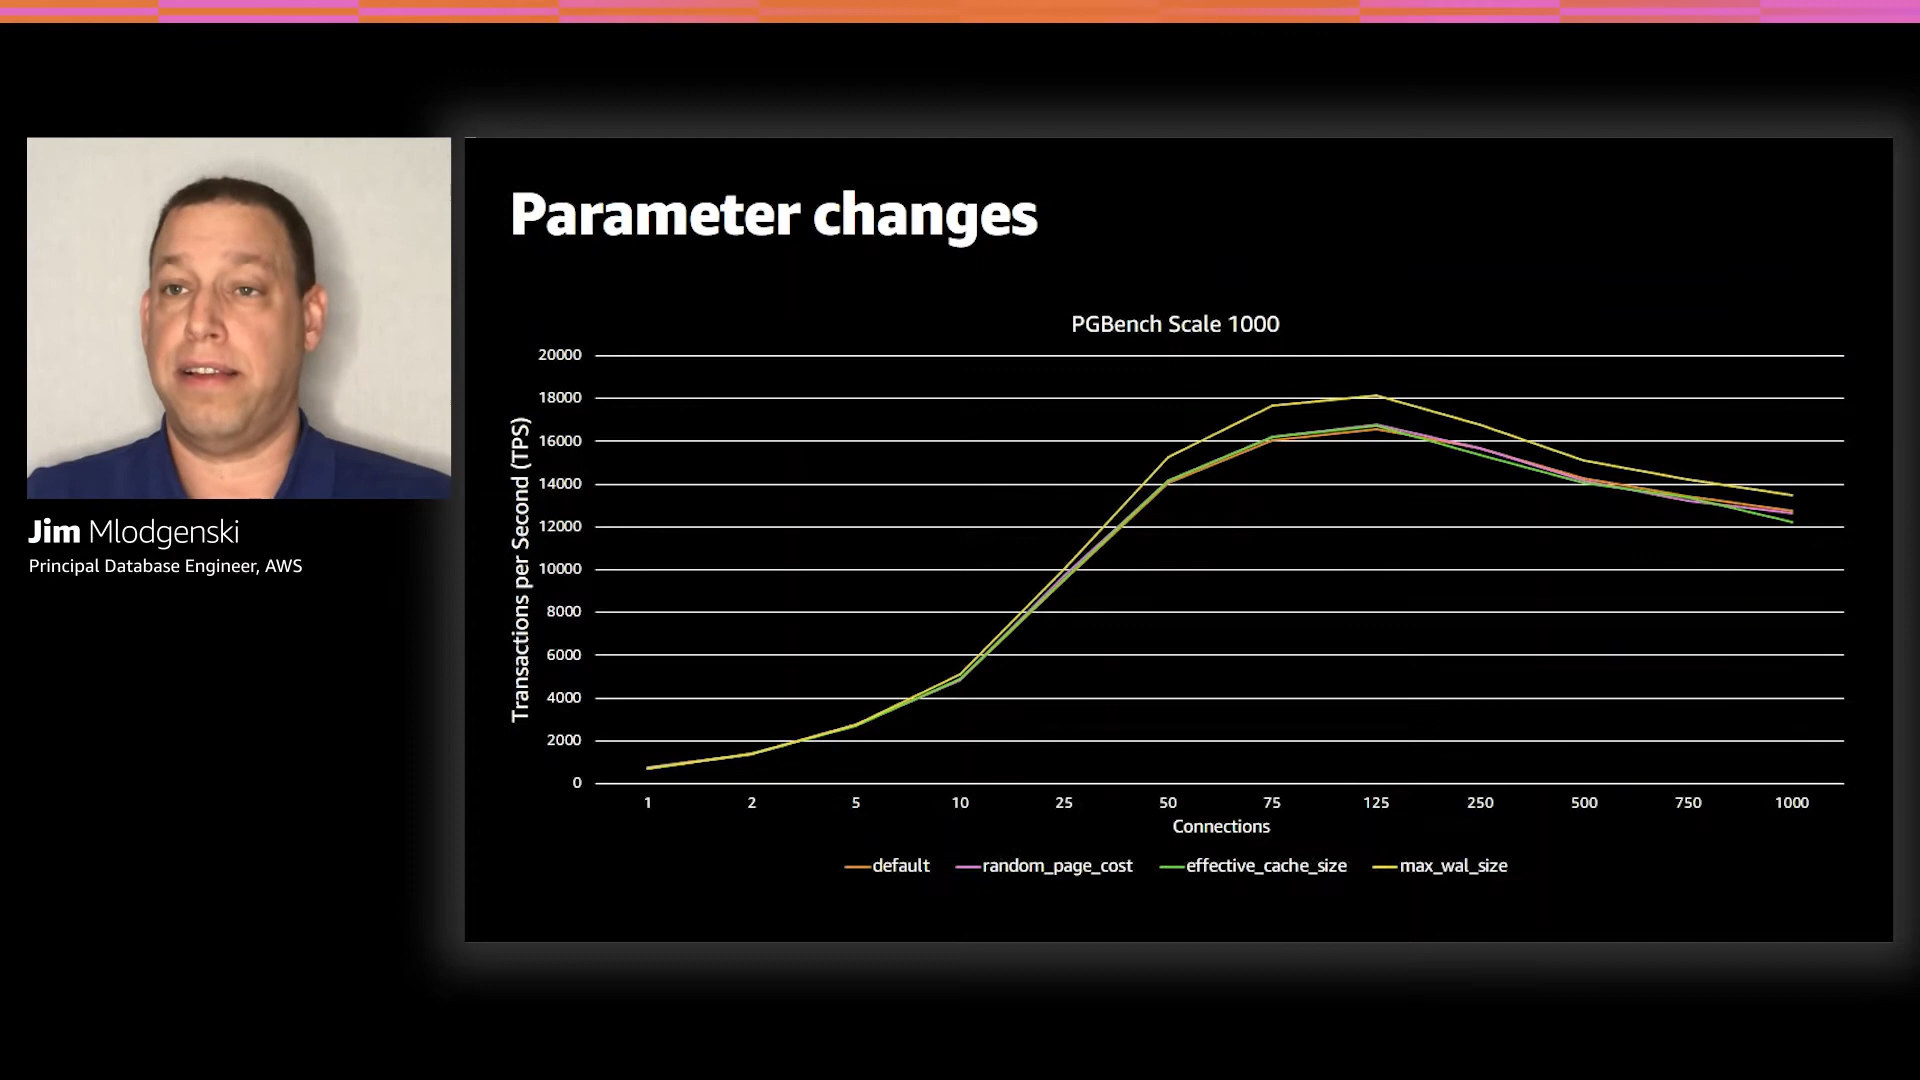 Parameter changes
PGBench Scale 1000
Transactions per Second (TPS)
20000
18000
16000
14000
12000
10000
8000
6000
4000
2000
0
1 2 5 10 25 50 75 125 250 500 750 1000
Connections
default random_page_cost effective_cache_size max_wal_size
Jim Mlodgenski
Principal Database Engineer, AWS